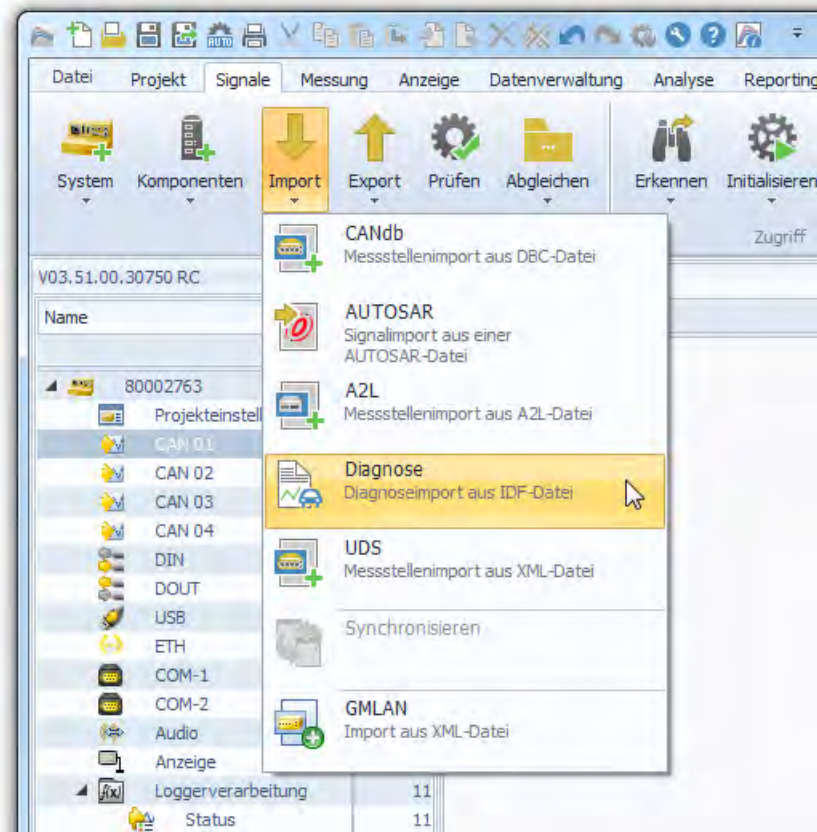 AUTO
Datei Projekt Signale Messung Anzeige Datenverwaltung Analyse Reporting
System Komponenten Import Export Prüfen Abgleichen Erkennen Initialisieren
Zugriff
CANdb
Messstellenimport aus DBC-Datei
AUTOSAR
Signalimport aus einer
AUTOSAR-Datei
A2L
Messstellenimport aus A2L-Datei
Diagnose
Diagnoseimport aus IDF-Datei
UDS
Messstellenimport aus XML-Datei
Synchronisieren
GMLAN
Import aus XML-Datei
V03.51.00.30750 RC
Name
80002763
Projekteinstell
CAN 01
CAN 02
CAN 03
CAN 04
DIN
DOUT
USB
ETH
COM-1
COM-2
Audio
Anzeige
f(x) Loggerverarbeitung 11
Status 11